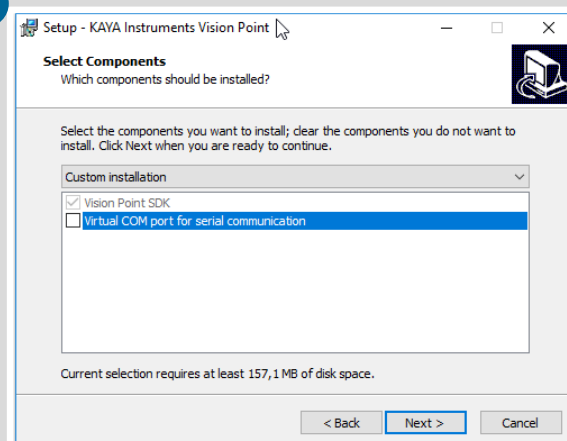 Setup - KAYA Instruments Vision Point
Select Components
Which components should be installed?
Select the components you want to install; clear the components you do not want to
install. Click Next when you are ready to continue.
Custom installation
Vision Point SDK
Virtual COM port for serial communication
Current selection requires at least 157,1 MB of disk space.
< Back Next > Cancel